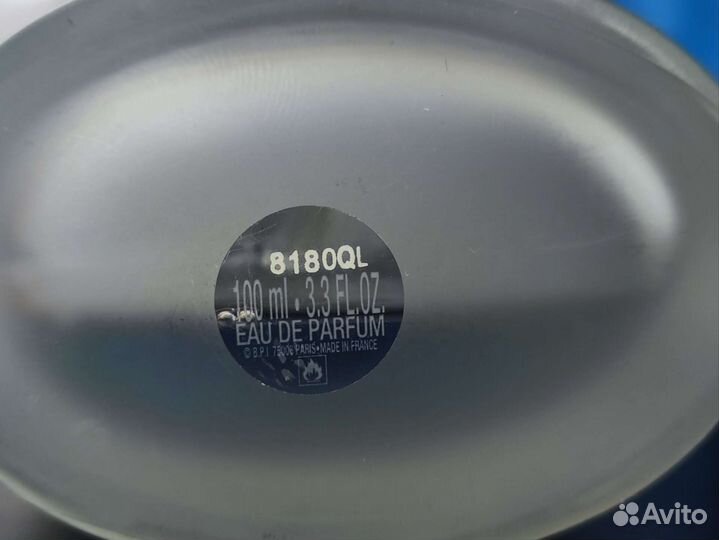 8180QL
100 ml · 3.3 FL.OZ.
EAU DE PARFUM
© B.P.I 75008 PARIS•MADE IN FRANCE
Avito